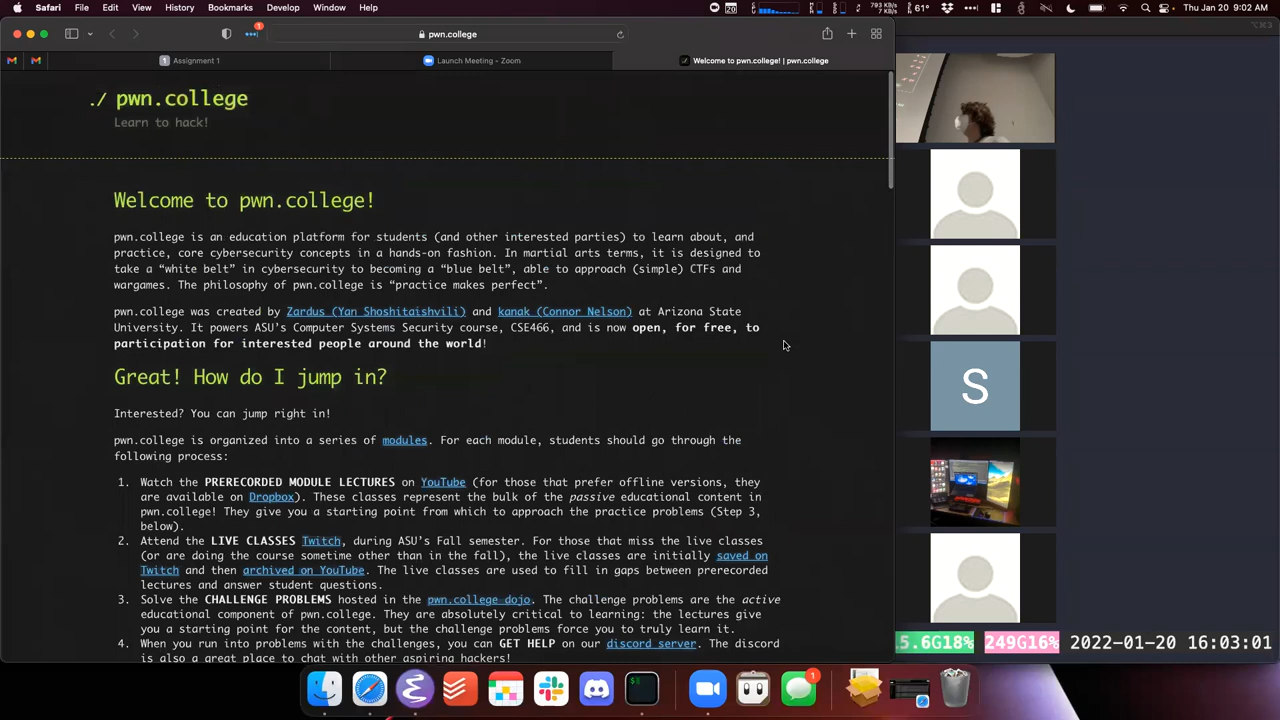 Safari File Edit View History Bookmarks Develop Window Help
20
793 KB/s
61°
Thu Jan 20 9:02 AM
1
pwn.college
1 Assignment 1
Launch Meeting - Zoom
Welcome to pwn.college! | pwn.college
./ pwn.college
Learn to hack!
Welcome to pwn.college!
pwn.college is an education platform for students (and other interested parties) to learn about, and
practice, core cybersecurity concepts in a hands-on fashion. In martial arts terms, it is designed to
take a “white belt” in cybersecurity to becoming a “blue belt”, able to approach (simple) CTFs and
wargames. The philosophy of pwn.college is “practice makes perfect”.
pwn.college was created by Zardus (Yan Shoshitaishvili) and kanak (Connor Nelson) at Arizona State
University. It powers ASU’s Computer Systems Security course, CSE466, and is now open, for free, to
participation for interested people around the world!
Great! How do I jump in?
Interested? You can jump right in!
pwn.college is organized into a series of modules. For each module, students should go through the
following process:
1. Watch the PRERECORDED MODULE LECTURES on YouTube (for those that prefer offline versions, they
are available on Dropbox). These classes represent the bulk of the passive educational content in
pwn.college! They give you a starting point from which to approach the practice problems (Step 3,
below).
2. Attend the LIVE CLASSES Twitch, during ASU’s Fall semester. For those that miss the live classes
(or are doing the course sometime other than in the fall), the live classes are initially saved on
Twitch and then archived on YouTube. The live classes are used to fill in gaps between prerecorded
lectures and answer student questions.
3. Solve the CHALLENGE PROBLEMS hosted in the pwn.college dojo. The challenge problems are the active
educational component of pwn.college. They are absolutely critical to learning: the lectures give
you a starting point for the content, but the challenge problems force you to truly learn it.
4. When you run into problems with the challenges, you can GET HELP on our discord server. The discord
is also a great place to chat with other aspiring hackers!
S
5.6G18% 249G16% 2022-01-20 16:03:01
1